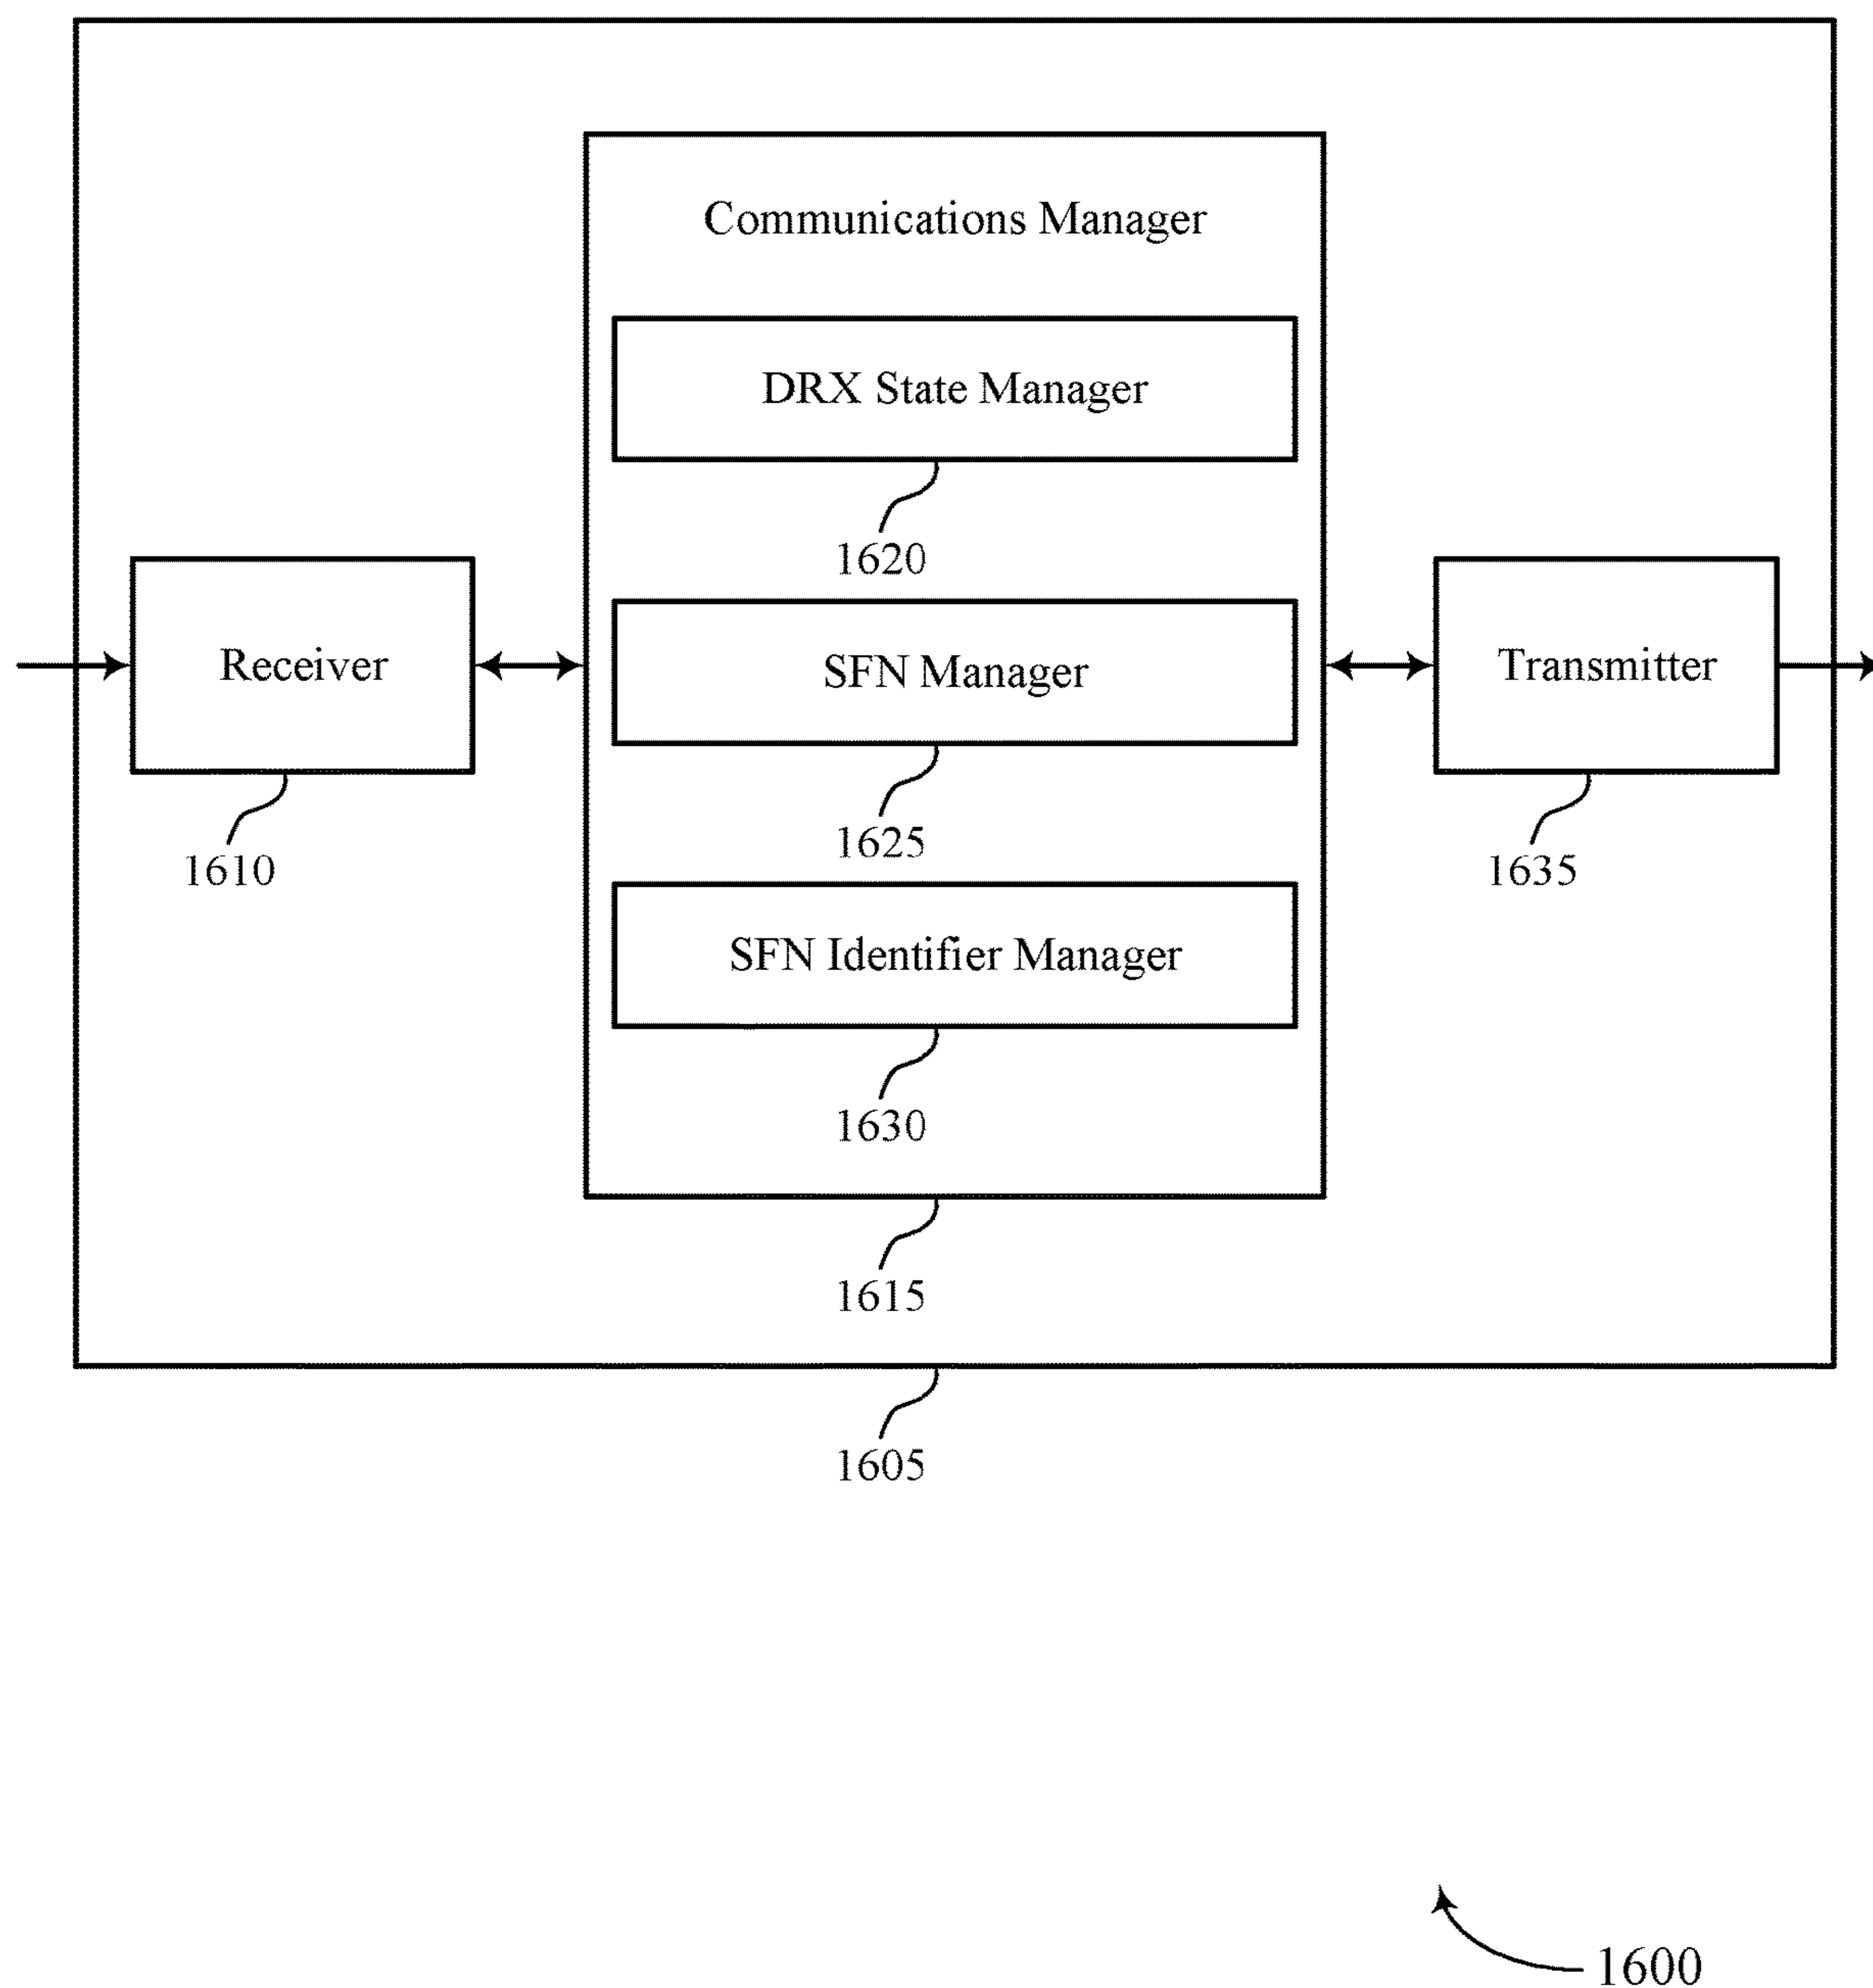 Communications Manager
DRX State Manager
1620
Receiver
SFN Manager
Transmitter
1610
1625
1635
SFN Identifier Manager
1630
1615
1605
1600